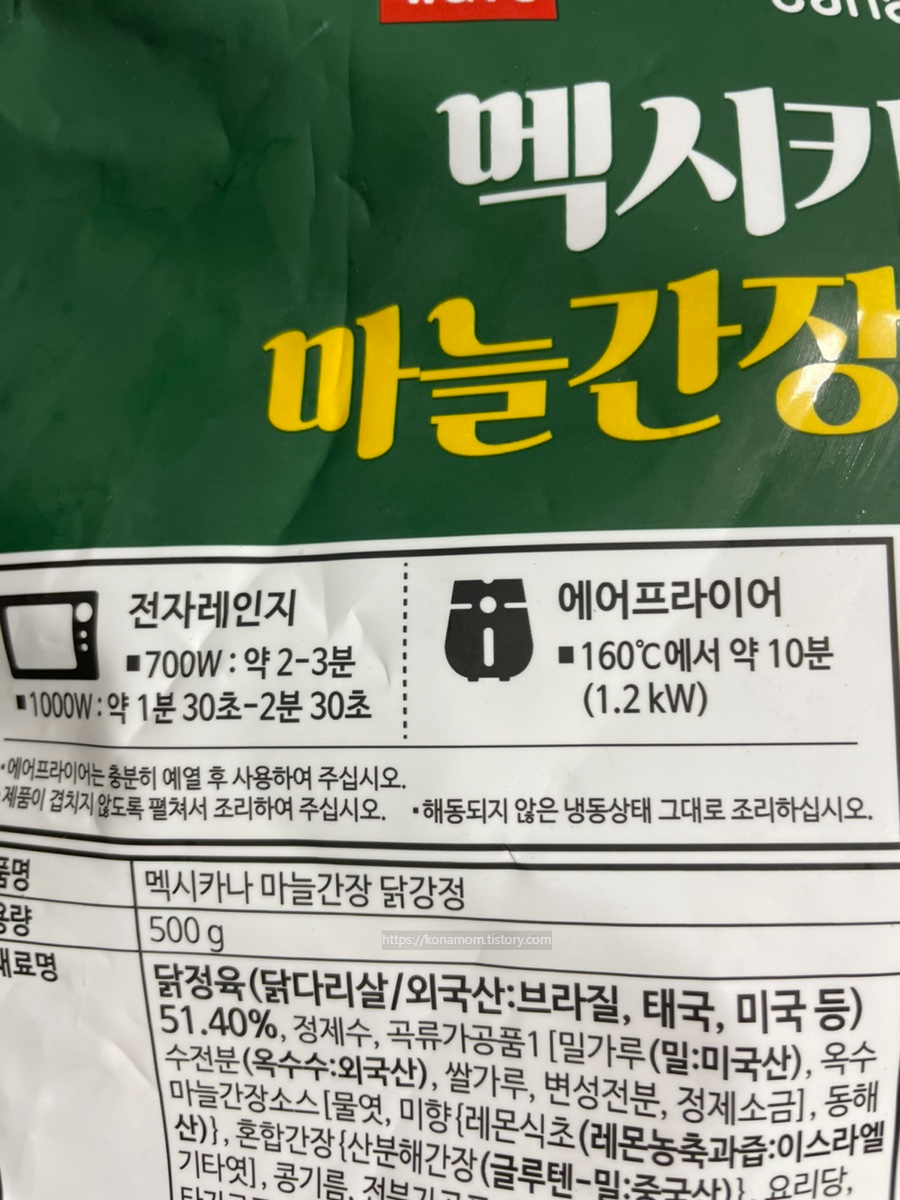 멕시카
마늘간장
전자레인지
■700W : 약 2-3분
■1000W : 약 1분 30초-2분 30초
에어프라이어
■160℃에서 약 10분
(1.2 kW)
▪에어프라이어는 충분히 예열 후 사용하여 주십시오.
제품이 겹치지 않도록 펼쳐서 조리하여 주십시오. ▪해동되지 않은 냉동상태 그대로 조리하십시오.
품명 멕시카나 마늘간장 닭강정
용량 500 g
https://konamom.tistory.com
재료명 닭정육(닭다리살/외국산:브라질, 태국, 미국 등)
51.40%, 정제수, 곡류가공품1 [밀가루(밀:미국산), 옥수
수전분(옥수수:외국산), 쌀가루, 변성전분, 정제소금], 동해
마늘간장소스[물엿, 미향{레몬식초(레몬농축과즙:이스라엘
산)}, 혼합간장{산분해간장(글루텐-밀:중국산)}, 요리당,
기타엿], 콩기름,